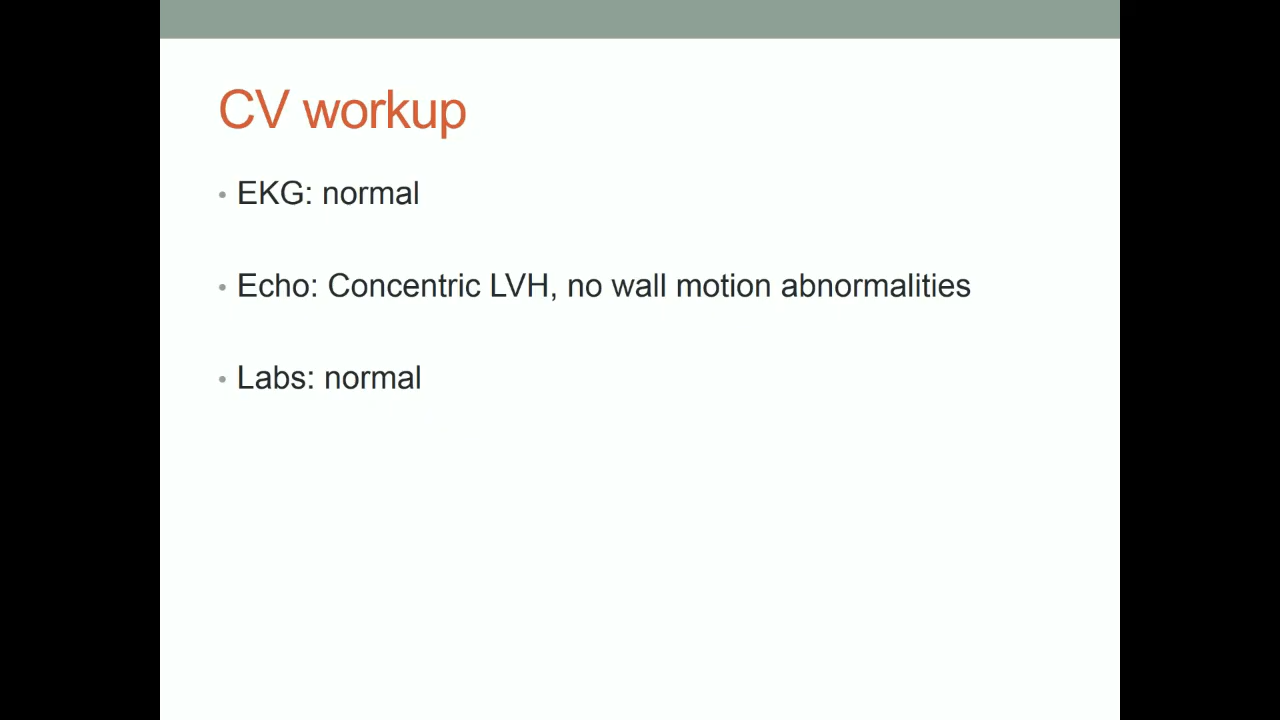 CV workup
• EKG: normal
• Echo: Concentric LVH, no wall motion abnormalities
• Labs: normal